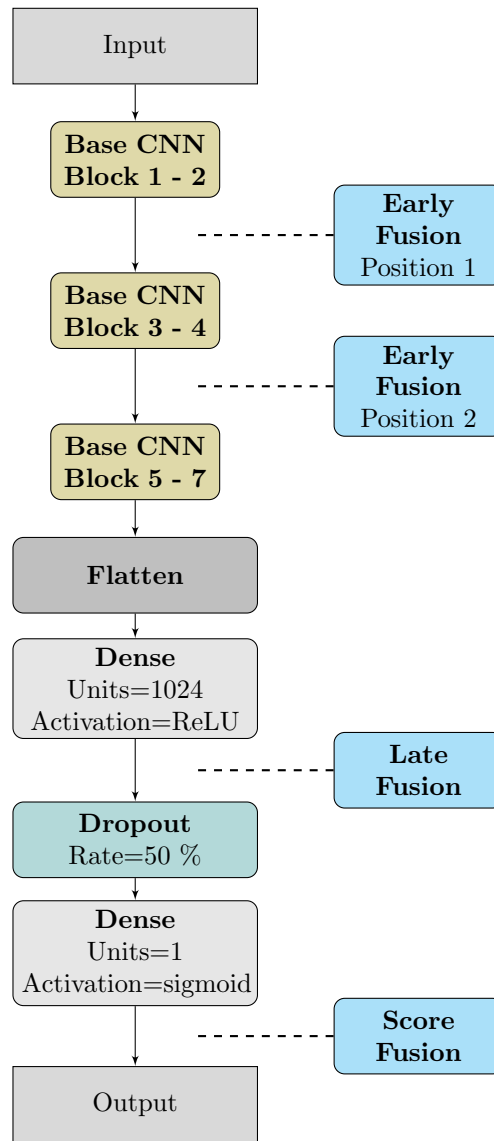 Input
Base CNN
Block 1 - 2
Early
Fusion
Position 1
Base CNN
Block 3 - 4
Early
Fusion
Position 2
Base CNN
Block 5 - 7
Flatten
Dense
Units=1024
Activation=ReLU
Late
Fusion
Dropout
Rate=50 %
Dense
Units=1
Activation=sigmoid
Score
Fusion
Output